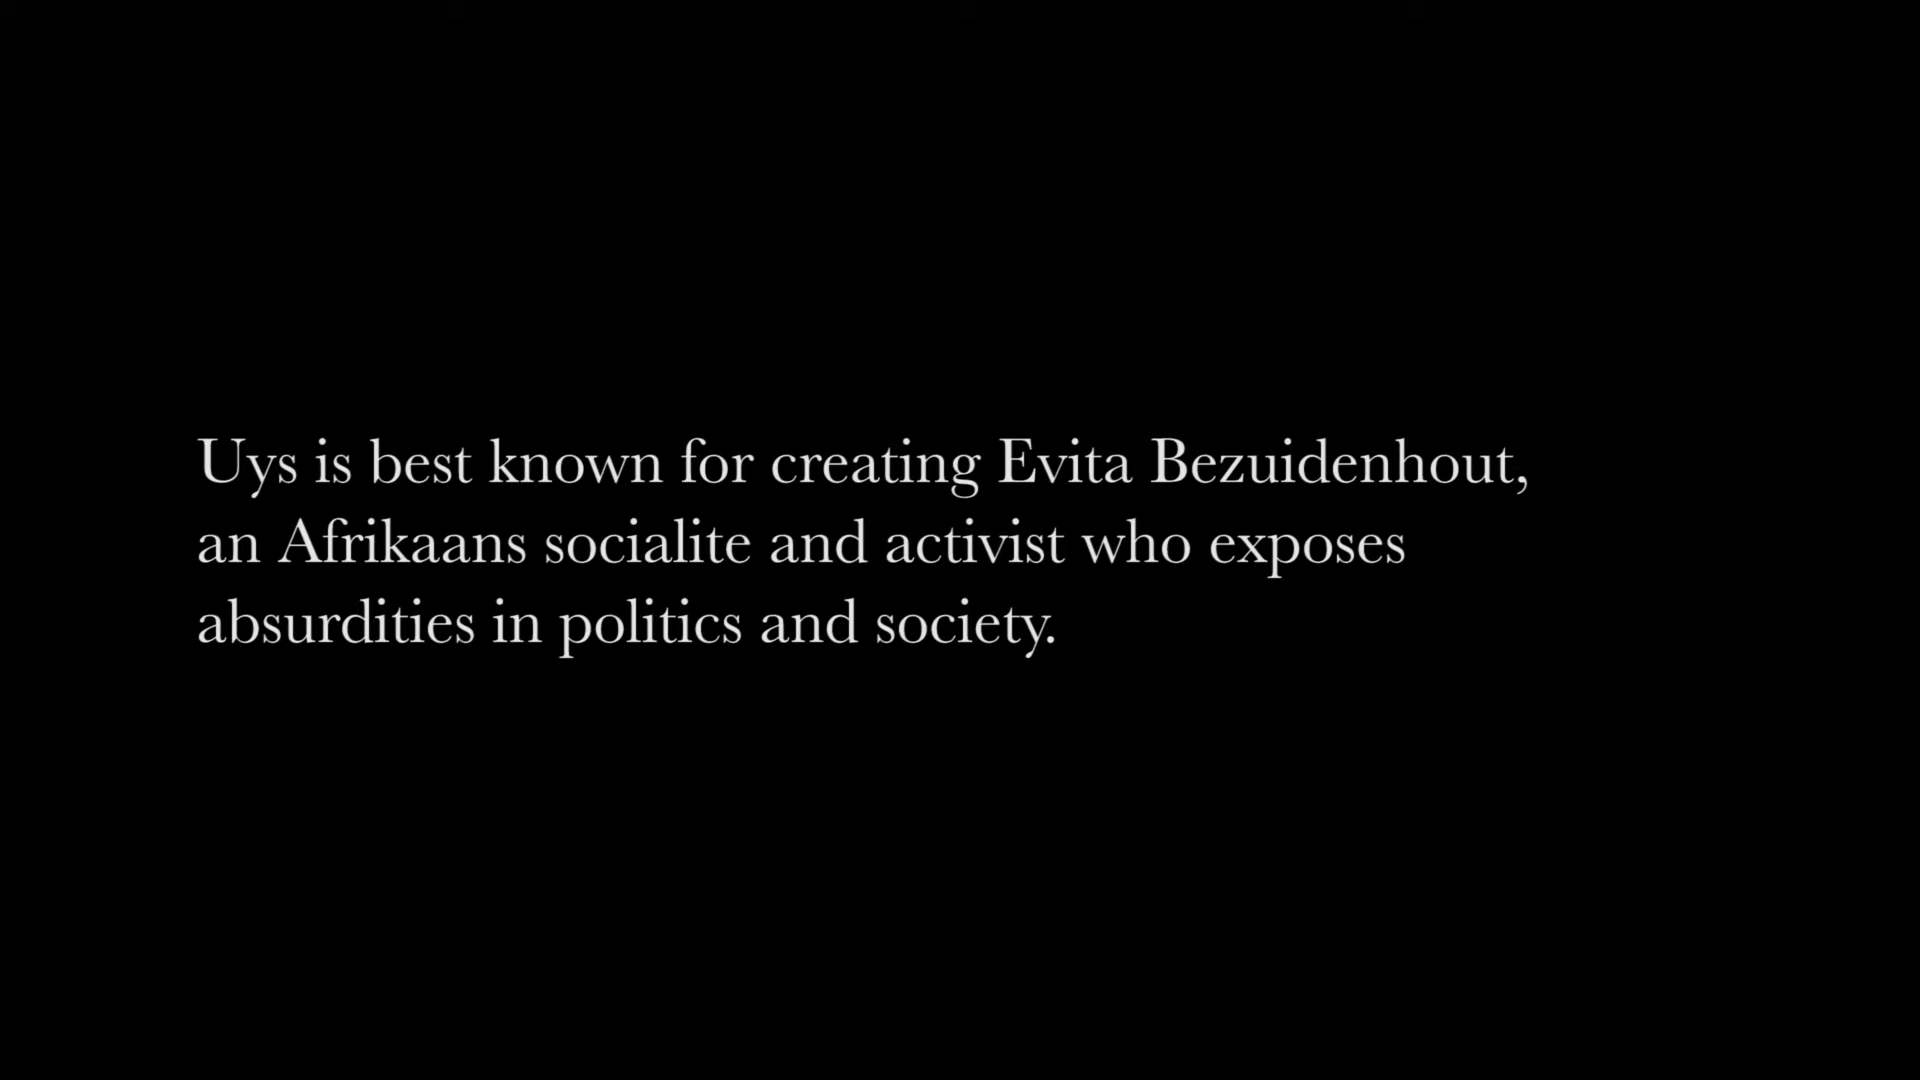 Uys is best known for creating Evita Bezuidenhout,
an Afrikaans socialite and activist who exposes
absurdities in politics and society.